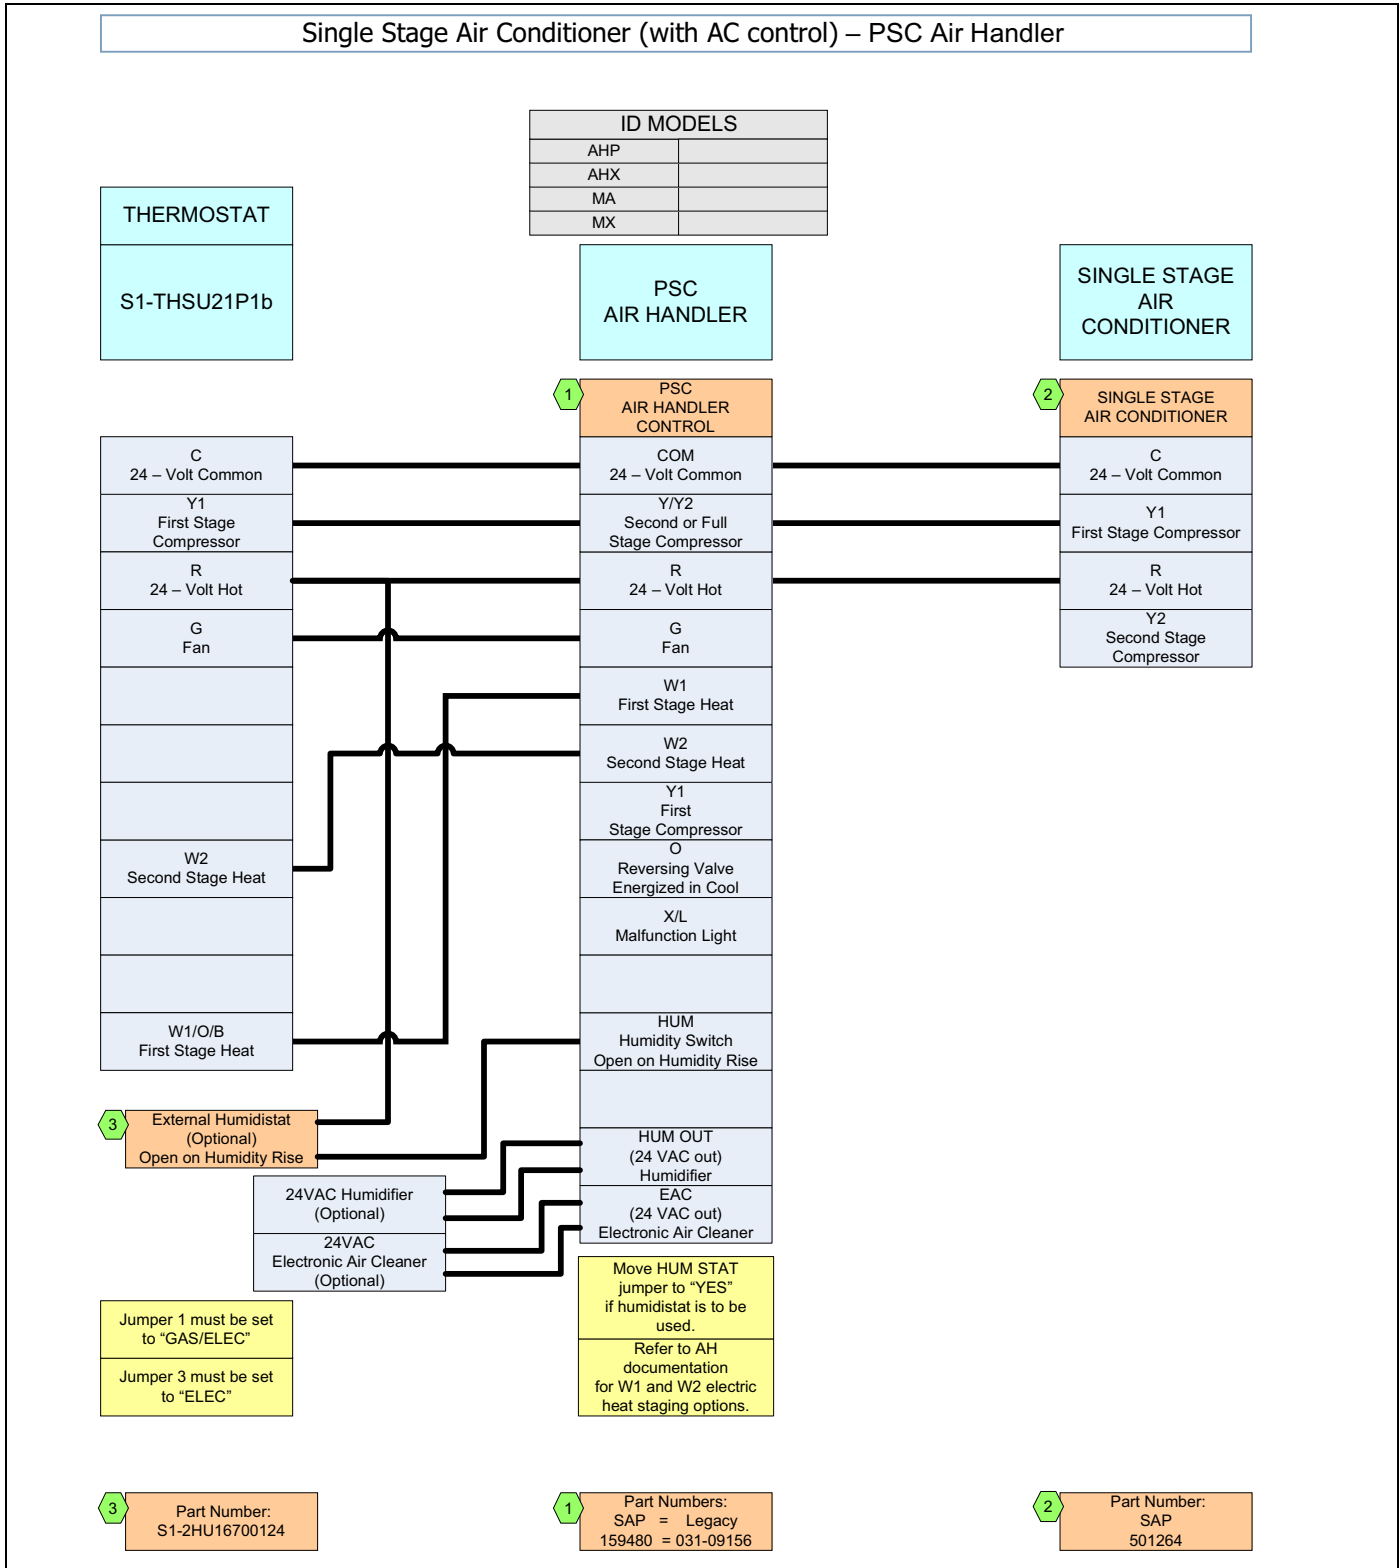 Single Stage Air Conditioner (with AC control) – PSC Air Handler
ID MODELS
AHP
AHX
MA
MX
THERMOSTAT
S1-THSU21P1b
PSC
AIR HANDLER
SINGLE STAGE
AIR
CONDITIONER
1
PSC
AIR HANDLER
CONTROL
2
SINGLE STAGE
AIR CONDITIONER
C
24 – Volt Common
Y1
First Stage
Compressor
R
24 – Volt Hot
G
Fan
W2
Second Stage Heat
W1/O/B
First Stage Heat
COM
24 – Volt Common
Y/Y2
Second or Full
Stage Compressor
R
24 – Volt Hot
G
Fan
W1
First Stage Heat
W2
Second Stage Heat
Y1
First
Stage Compressor
O
Reversing Valve
Energized in Cool
X/L
Malfunction Light
HUM
Humidity Switch
Open on Humidity Rise
HUM OUT
(24 VAC out)
Humidifier
EAC
(24 VAC out)
Electronic Air Cleaner
C
24 – Volt Common
Y1
First Stage Compressor
R
24 – Volt Hot
Y2
Second Stage
Compressor
3
External Humidistat
(Optional)
Open on Humidity Rise
24VAC Humidifier
(Optional)
24VAC
Electronic Air Cleaner
(Optional)
Jumper 1 must be set
to “GAS/ELEC”
Jumper 3 must be set
to “ELEC”
Move HUM STAT
jumper to “YES”
if humidistat is to be
used.
Refer to AH
documentation
for W1 and W2 electric
heat staging options.
3
Part Number:
S1-2HU16700124
1
Part Numbers:
SAP = Legacy
159480 = 031-09156
2
Part Number:
SAP
501264